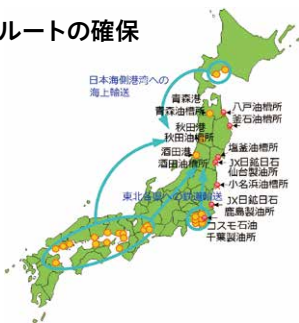 ルートの確保
日本海側港湾への
海上輸送
青森港
青森油槽所
八戸油槽所
釜石油槽所
秋田港
秋田油槽所
酒田港
酒田油槽所
塩釜油槽所
JX日鉱日石
仙台製油所
小名浜油槽所
東北各県への鉄道輸送
JX日鉱日石
鹿島製油所
コスモ石油
千葉製油所